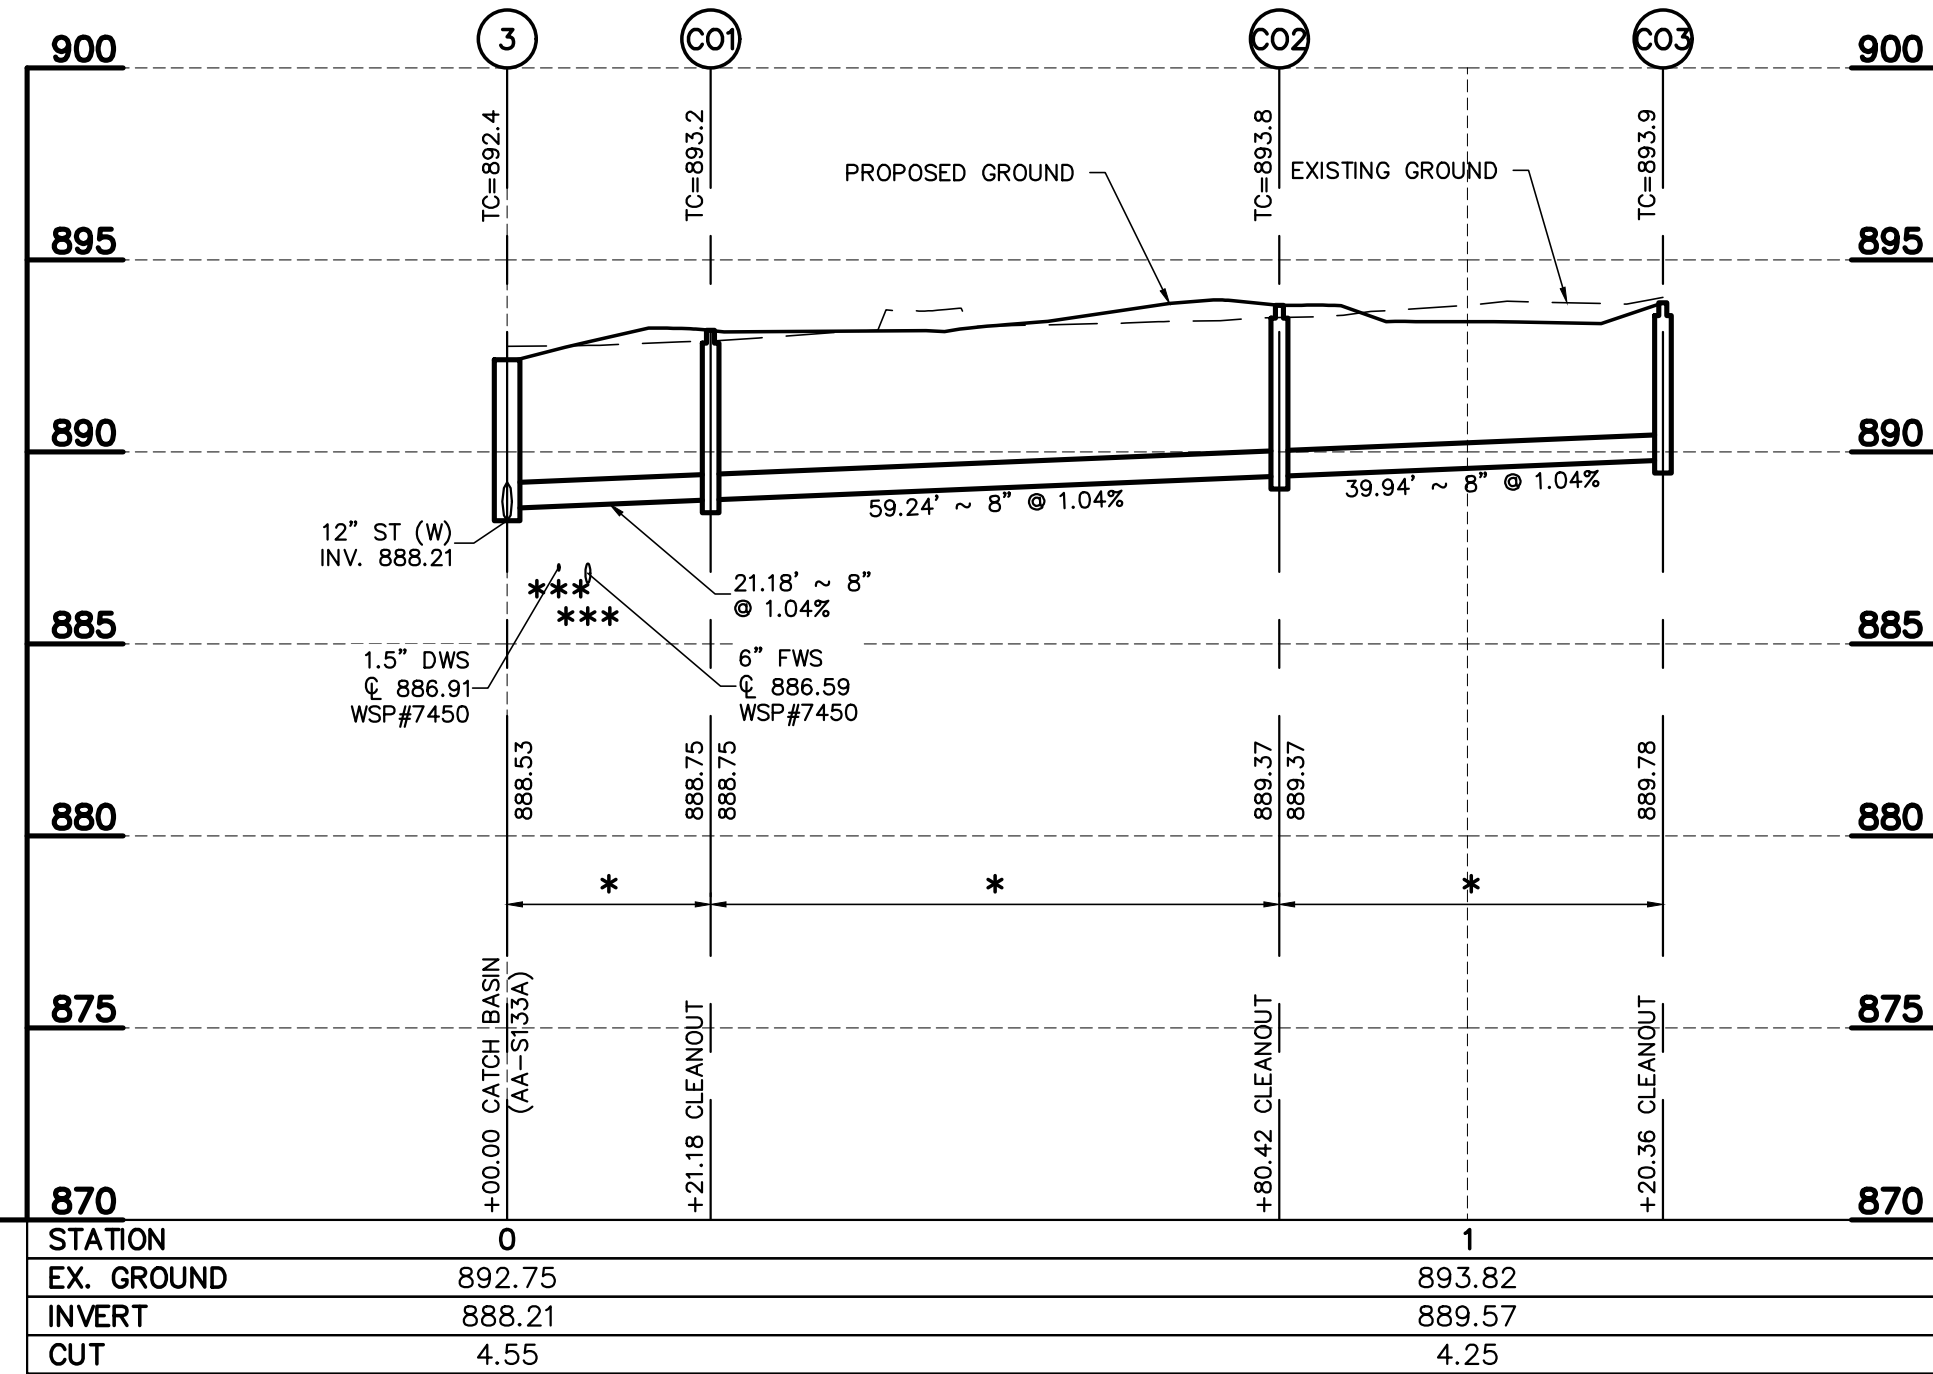 3 CO1 CO2 CO3
900 900
TC=892.4
TC=893.2
TC=893.8
TC=893.9
PROPOSED GROUND
EXISTING GROUND
895 895
890 890
59.24' ~ 8" @ 1.04%
39.94' ~ 8" @ 1.04%
12" ST (W)
INV. 888.21
***
***
21.18' ~ 8"
@ 1.04%
885 885
1.5" DWS
℄ 886.91
WSP#7450
6" FWS
℄ 886.59
WSP#7450
888.53
888.75
888.75
889.37
889.37
889.78
880 880
* * *
875 875
+00.00 CATCH BASIN
(AA-S133A)
+21.18 CLEANOUT
+80.42 CLEANOUT
+20.36 CLEANOUT
870 870
STATION 0 1
EX. GROUND 892.75 893.82
INVERT 888.21 889.57
CUT 4.55 4.25